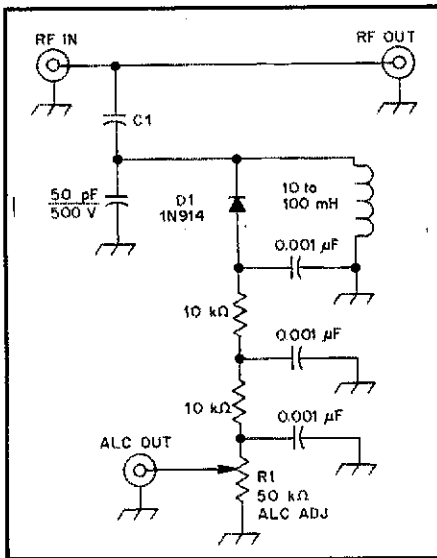 RF IN
RF OUT
C1
50 pF
500 V
D1
1N914
10 to
100 mH
0.001 µF
10 kΩ
0.001 µF
10 kΩ
0.001 µF
ALC OUT
R1
50 kΩ
ALC ADJ